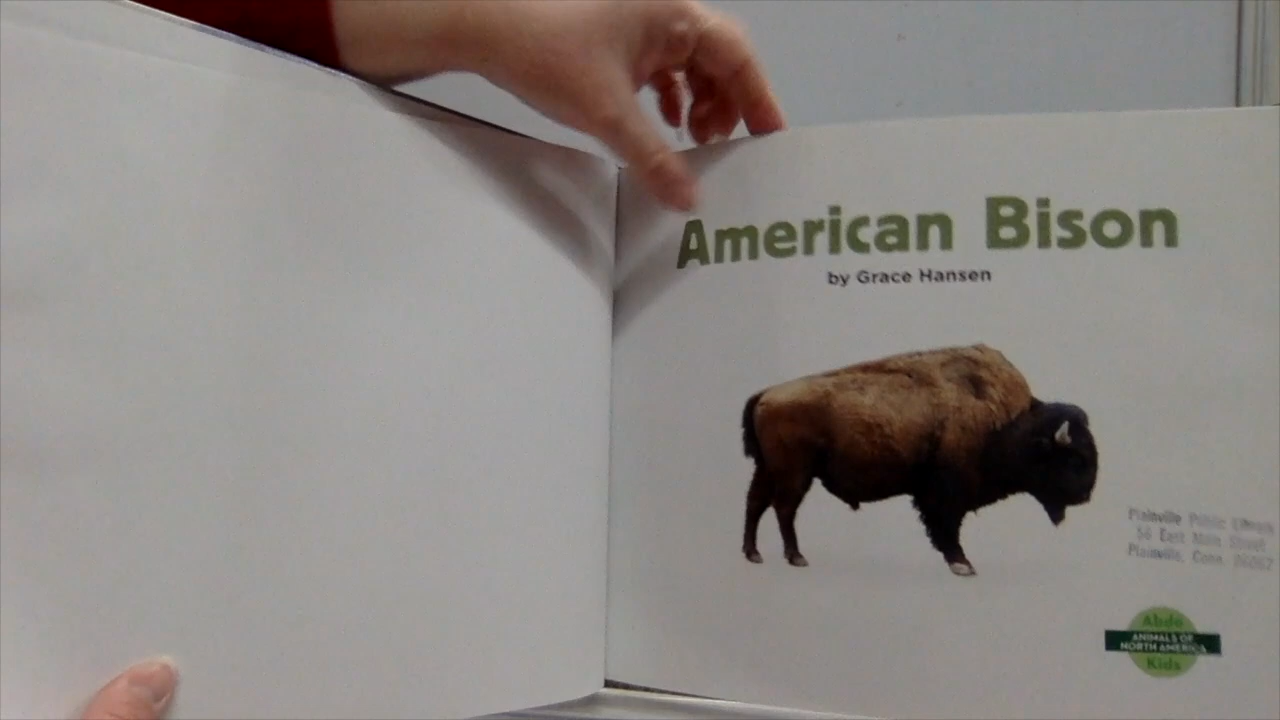 American Bison
by Grace Hansen
Plainville Public Library
56 East Main Street
Plainville, Conn. 06062
Abdo
ANIMALS OF
NORTH AMERICA
Kids